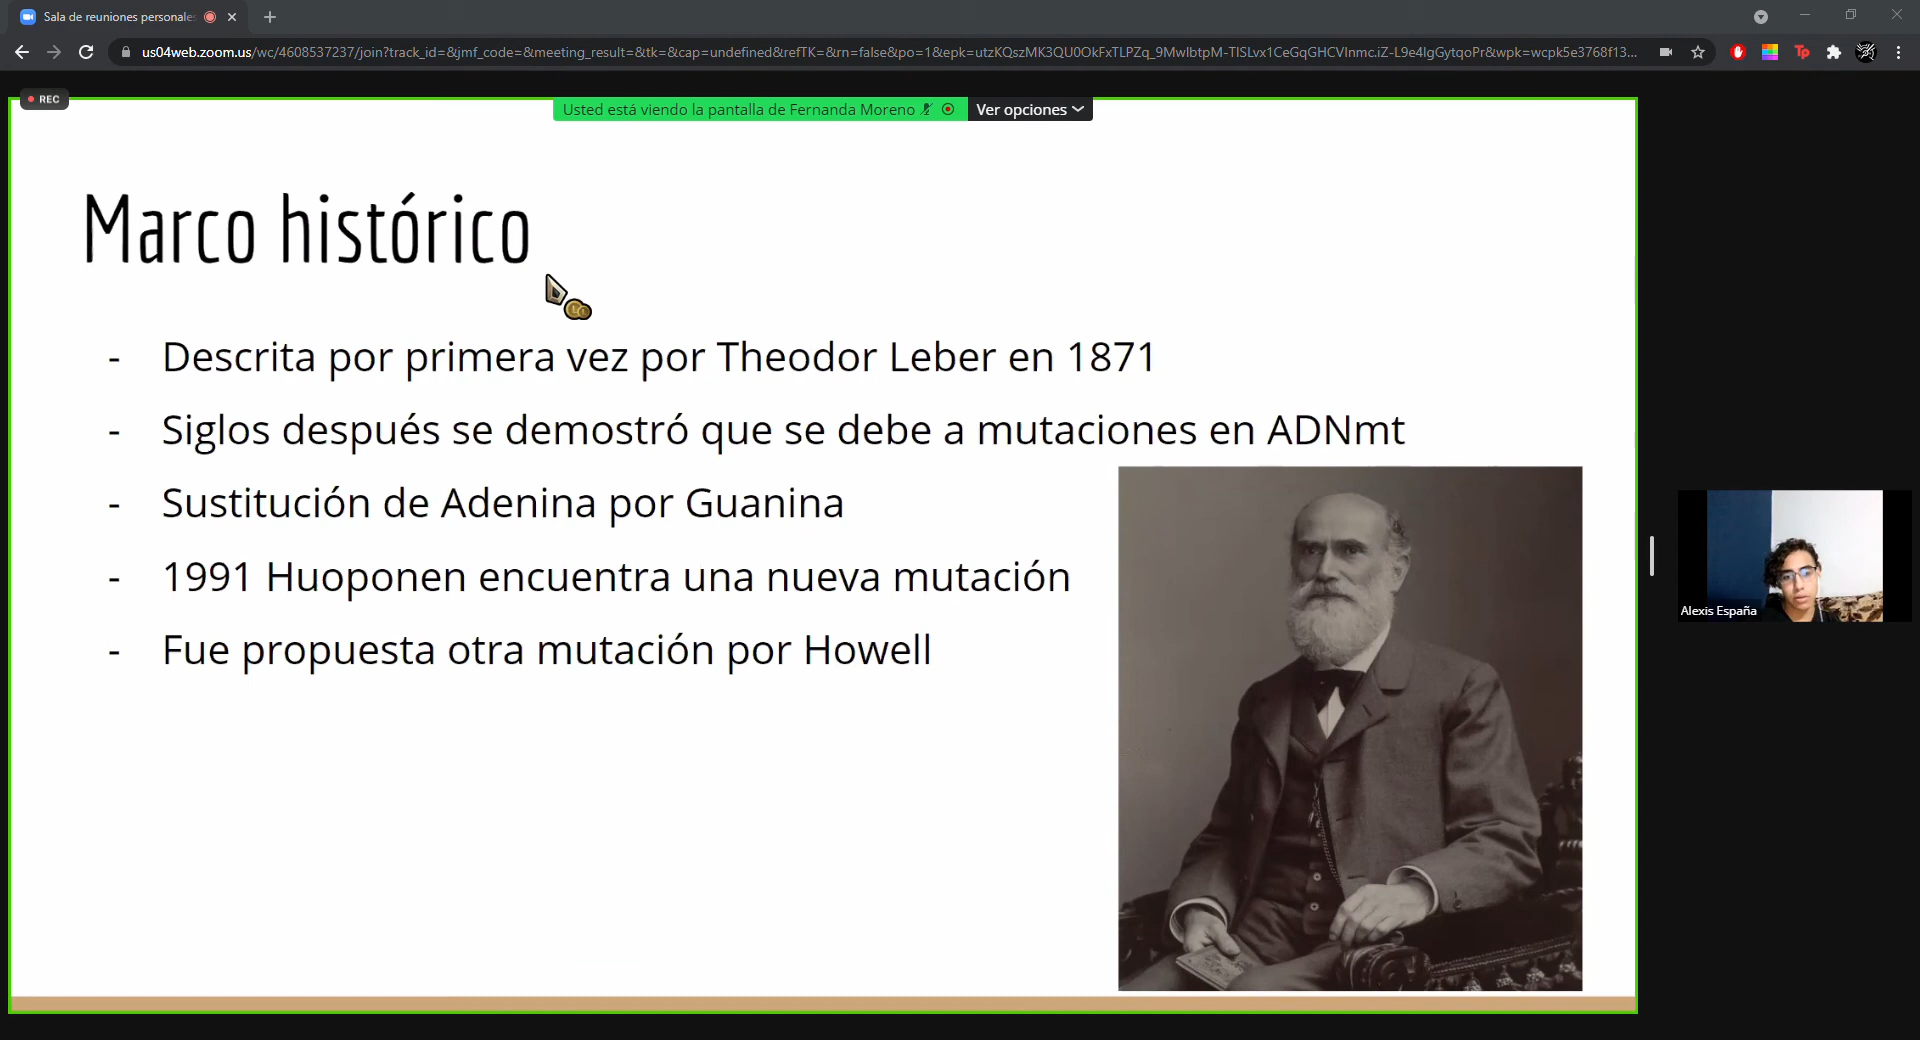 Sala de reuniones personales
us04web.zoom.us/wc/4608537237/join?track_id=&jmf_code=&meeting_result=&tk=&cap=undefined&refTK=&rn=false&po=1&epk=utzKQszMK3QU0OkFxTLPZq_9MwIbtpM-TlSLvx1CeGqGHCVInmc.iZ-L9e4lgGytqoPr&wpk=wcpk5e3768f13...
REC
Usted está viendo la pantalla de Fernanda Moreno
Ver opciones
Marco histórico
- Descrita por primera vez por Theodor Leber en 1871
- Siglos después se demostró que se debe a mutaciones en ADNmt
- Sustitución de Adenina por Guanina
- 1991 Huoponen encuentra una nueva mutación
- Fue propuesta otra mutación por Howell
Alexis España